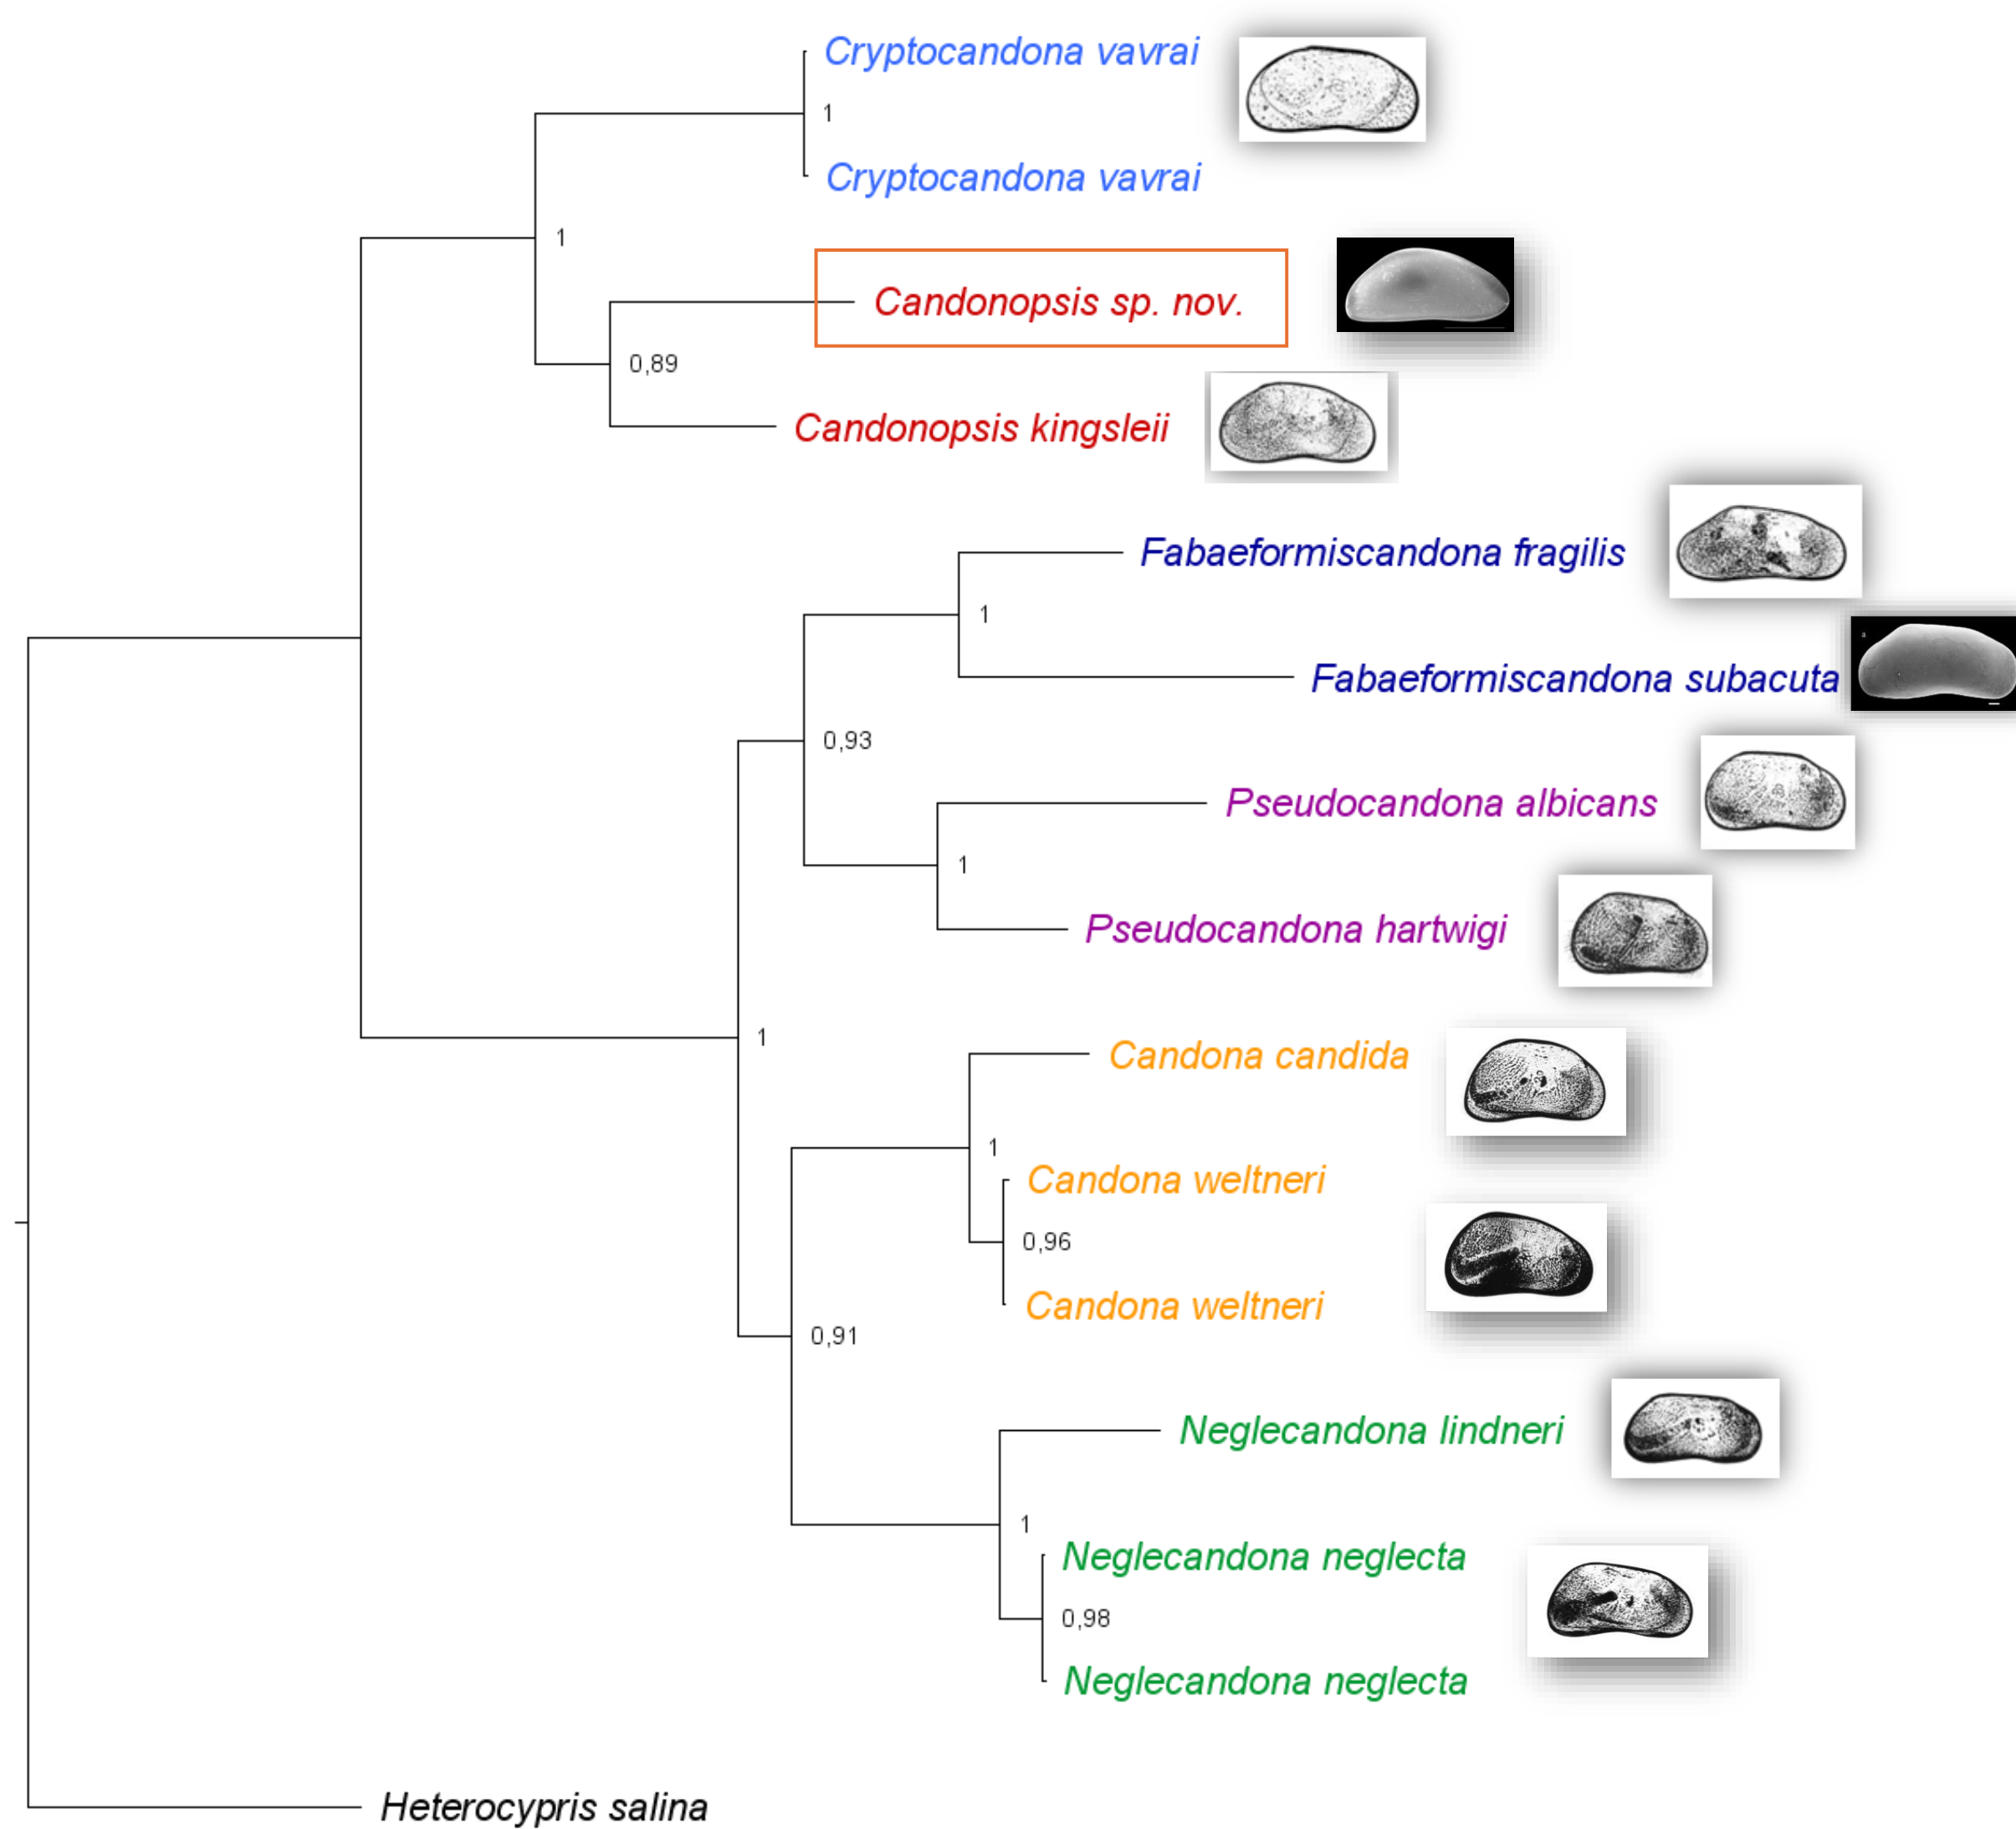 Cryptocandona vavrai
1
Cryptocandona vavrai
1
Candonopsis sp. nov.
0,89
Candonopsis kingsleii
Fabaeformiscandona fragilis
1
a
Fabaeformiscandona subacuta
0,93
Pseudocandona albicans
1
Pseudocandona hartwigi
1
Candona candida
1
Candona weltneri
0,96
Candona weltneri
0,91
Neglecandona lindneri
1
Neglecandona neglecta
0,98
Neglecandona neglecta
Heterocypris salina